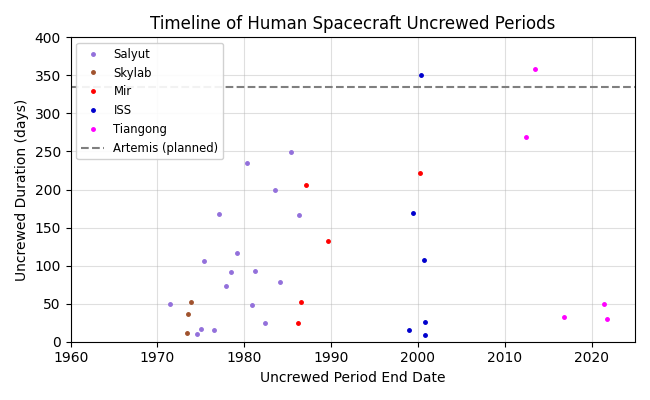 Timeline of Human Spacecraft Uncrewed Periods
Uncrewed Duration (days)
400
350
300
250
200
150
100
50
0
Salyut
Skylab
Mir
ISS
Tiangong
Artemis (planned)
1960 1970 1980 1990 2000 2010 2020
Uncrewed Period End Date